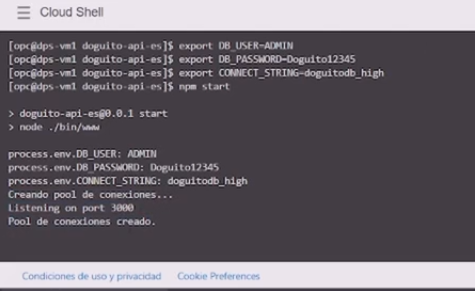 Cloud Shell
[opc@dps-vm1 doguito-api-es]$ export DB_USER=ADMIN
[opc@dps-vm1 doguito-api-es]$ export DB_PASSWORD=Doguito12345
[opc@dps-vm1 doguito-api-es]$ export CONNECT_STRING=doguitodb_high
[opc@dps-vm1 doguito-api-es]$ npm start
> doguito-api-es@0.0.1 start
> node ./bin/www
process.env.DB_USER: ADMIN
process.env.DB_PASSWORD: Doguito12345
process.env.CONNECT_STRING: doguitodb_high
Creando pool de conexiones...
Listening on port 3000
Pool de conexiones creado.
Condiciones de uso y privacidad Cookie Preferences